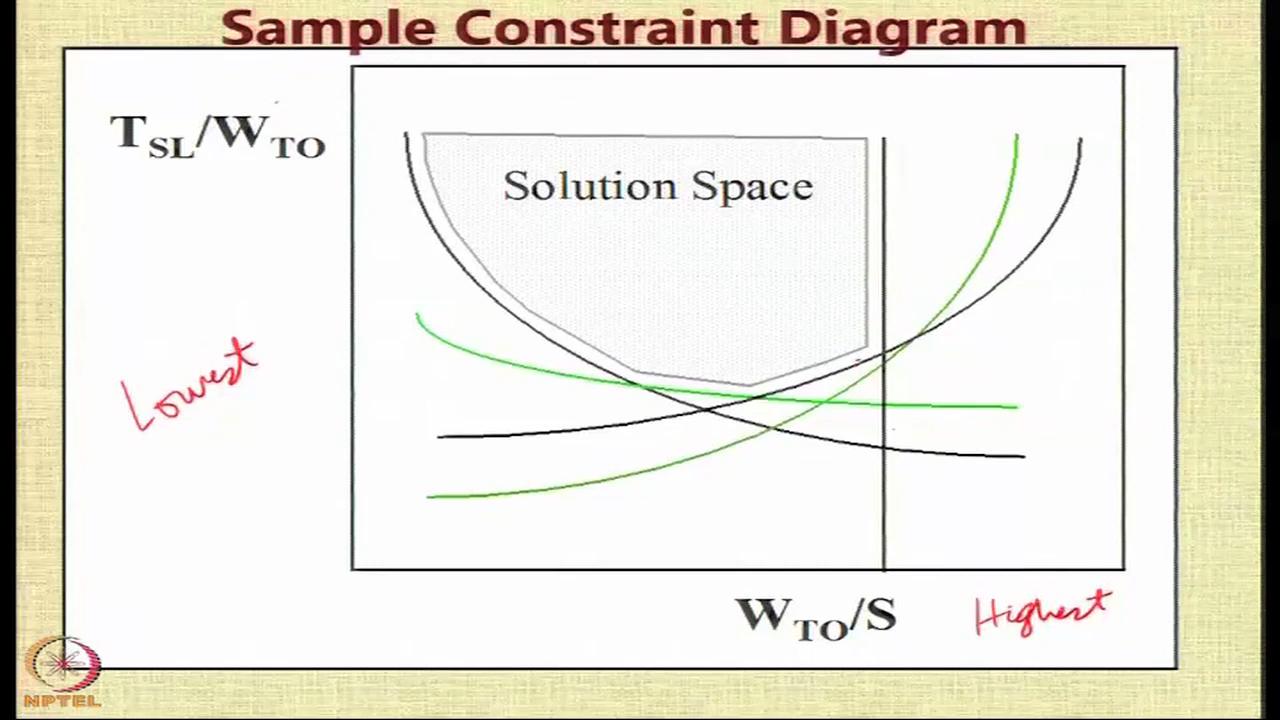 Sample Constraint Diagram
T_SL/W_TO
Solution Space
Lowest
W_TO/S
Highest
NPTEL